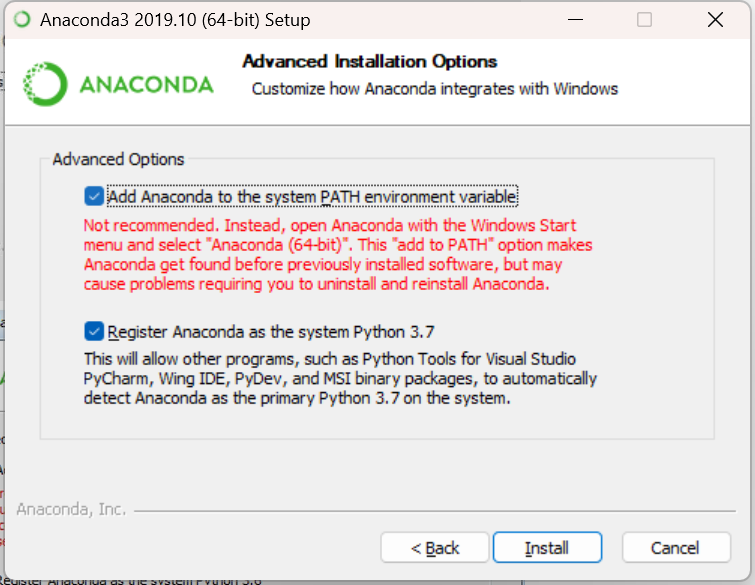 Anaconda3 2019.10 (64-bit) Setup
ANACONDA
Advanced Installation Options
Customize how Anaconda integrates with Windows
Advanced Options
Add Anaconda to the system PATH environment variable
Not recommended. Instead, open Anaconda with the Windows Start
menu and select "Anaconda (64-bit)". This "add to PATH" option makes
Anaconda get found before previously installed software, but may
cause problems requiring you to uninstall and reinstall Anaconda.
Register Anaconda as the system Python 3.7
This will allow other programs, such as Python Tools for Visual Studio
PyCharm, Wing IDE, PyDev, and MSI binary packages, to automatically
detect Anaconda as the primary Python 3.7 on the system.
Anaconda, Inc.
< Back
Install
Cancel